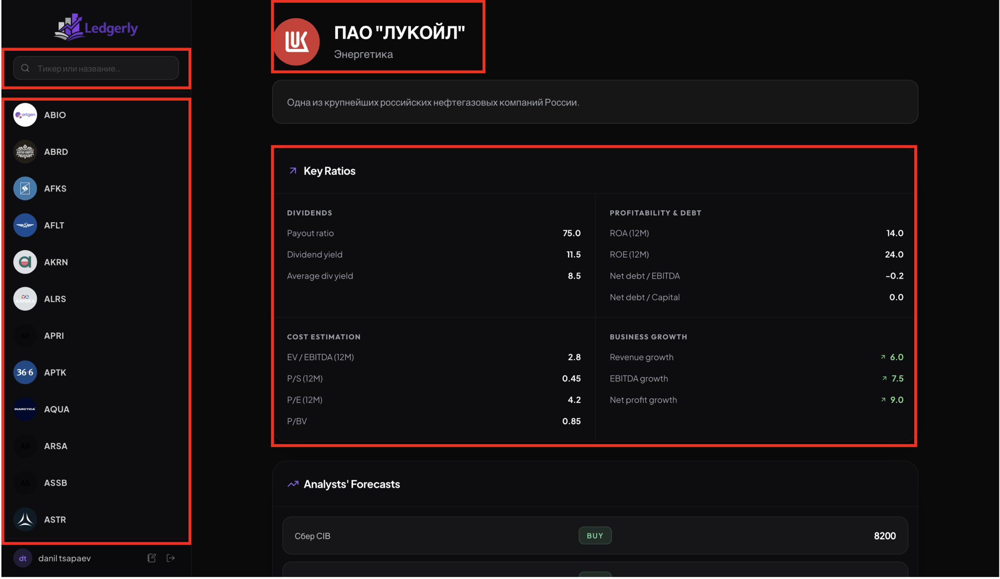 Ledgerly
Тикер или название...
artgen
ABIO
АБРАУ-ДЮРСО
ABRD
AFKS
AFLT
AKRN
АЛРОСА
ALRS
AP
APRI
36·6
APTK
INARCTICA
AQUA
AR
ARSA
AS
ASSB
ASTR
dt
danil tsapaev
ПАО "ЛУКОЙЛ"
Энергетика
Одна из крупнейших российских нефтегазовых компаний России.
Key Ratios
DIVIDENDS
Payout ratio 75.0
Dividend yield 11.5
Average div yield 8.5
PROFITABILITY & DEBT
ROA (12M) 14.0
ROE (12M) 24.0
Net debt / EBITDA -0.2
Net debt / Capital 0.0
COST ESTIMATION
EV / EBITDA (12M) 2.8
P/S (12M) 0.45
P/E (12M) 4.2
P/BV 0.85
BUSINESS GROWTH
Revenue growth 6.0
EBITDA growth 7.5
Net profit growth 9.0
Analysts' Forecasts
Сбер CIB BUY 8200